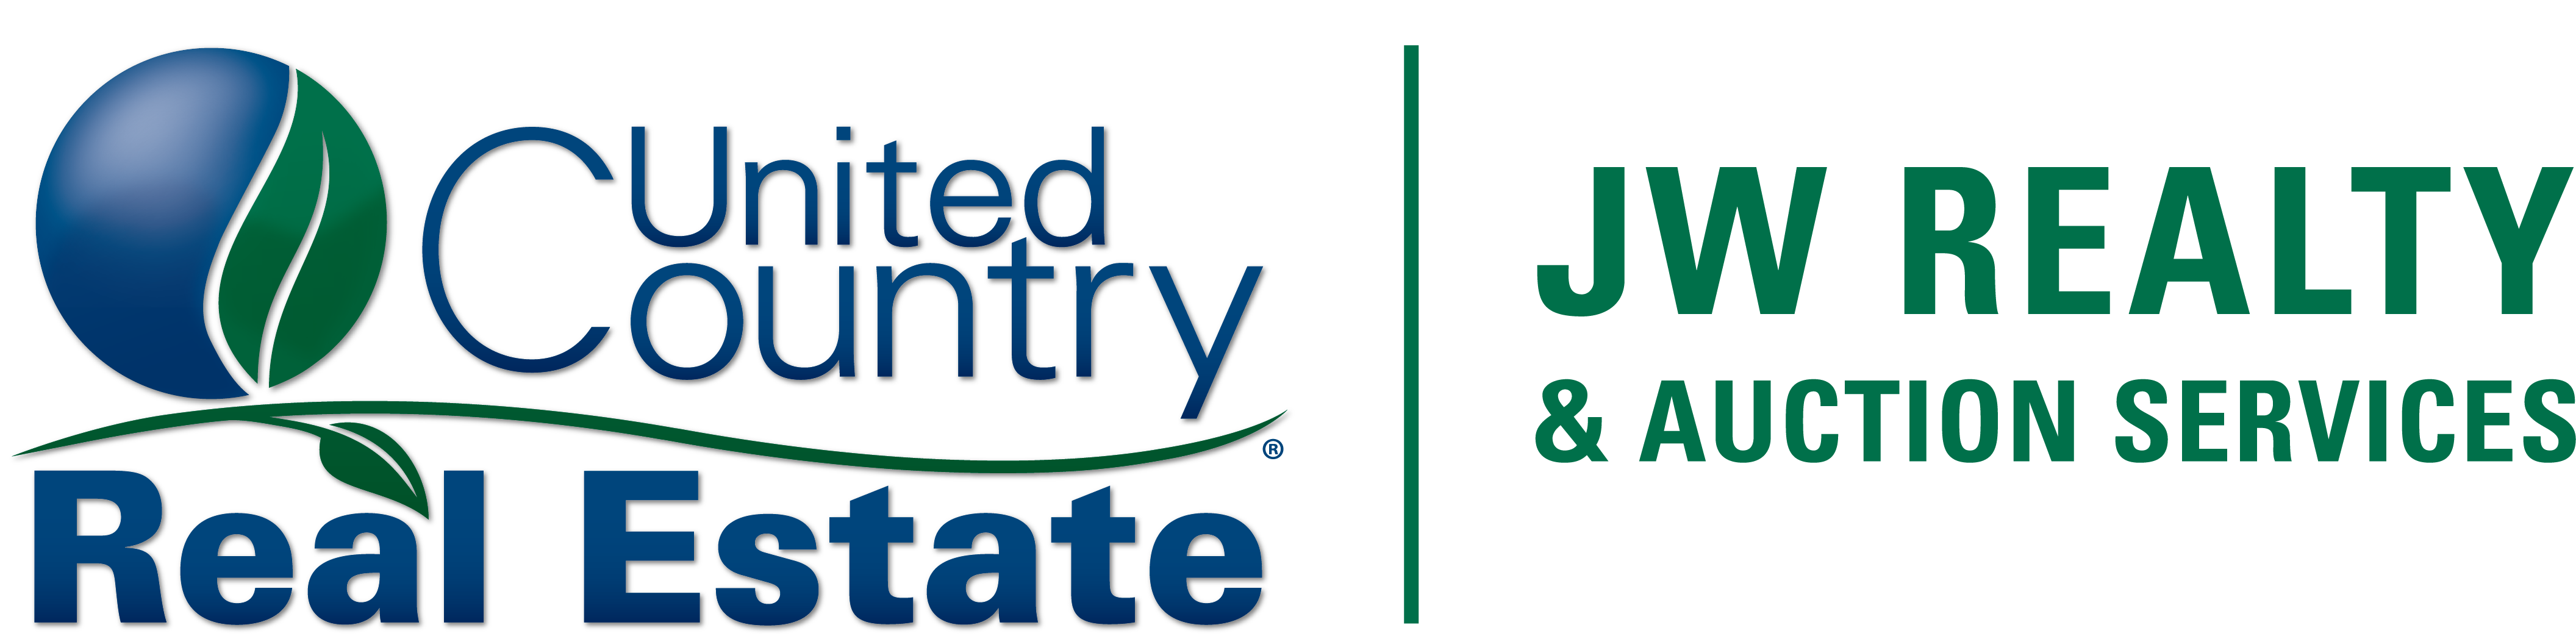 United
Country
®
Real Estate
JW REALTY
& AUCTION SERVICES